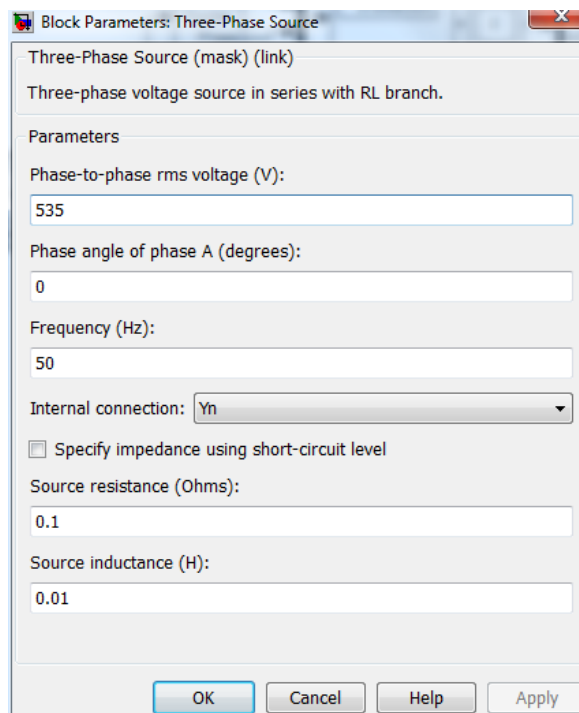 Block Parameters: Three-Phase Source
Three-Phase Source (mask) (link)
Three-phase voltage source in series with RL branch.
Parameters
Phase-to-phase rms voltage (V):
535
Phase angle of phase A (degrees):
0
Frequency (Hz):
50
Internal connection: Yn
Specify impedance using short-circuit level
Source resistance (Ohms):
0.1
Source inductance (H):
0.01
OK Cancel Help Apply